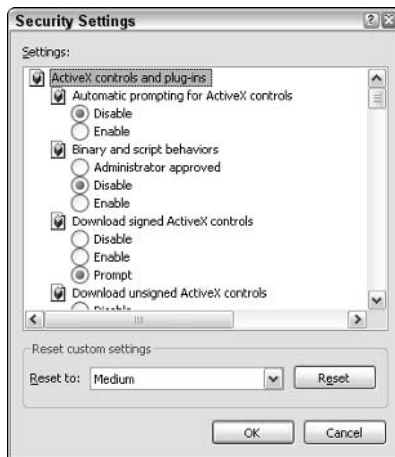 Security Settings
Settings:
ActiveX controls and plug-ins
Automatic prompting for ActiveX controls
Disable
Enable
Binary and script behaviors
Administrator approved
Disable
Enable
Download signed ActiveX controls
Disable
Enable
Prompt
Download unsigned ActiveX controls
Reset custom settings
Reset to: Medium Reset
OK Cancel